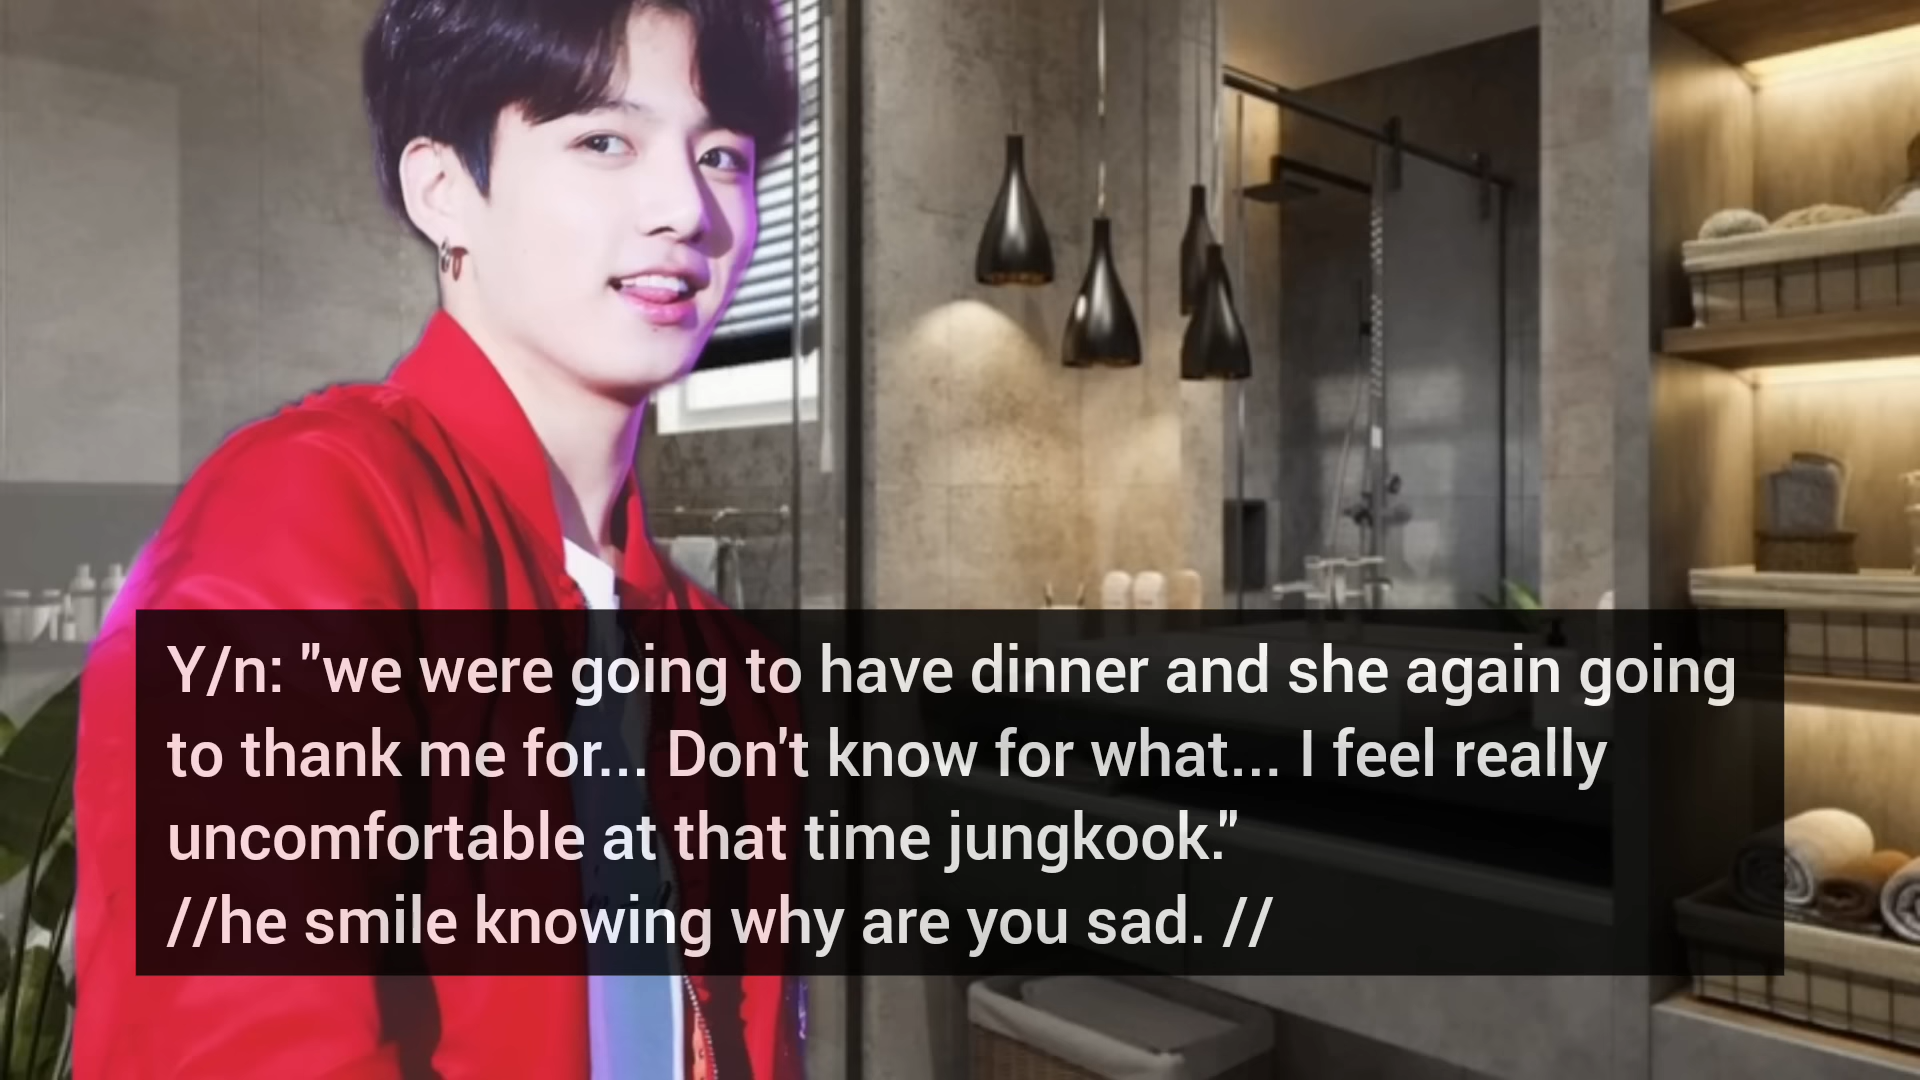 Y/n: "we were going to have dinner and she again going
to thank me for... Don't know for what... I feel really
uncomfortable at that time jungkook."
//he smile knowing why are you sad. //